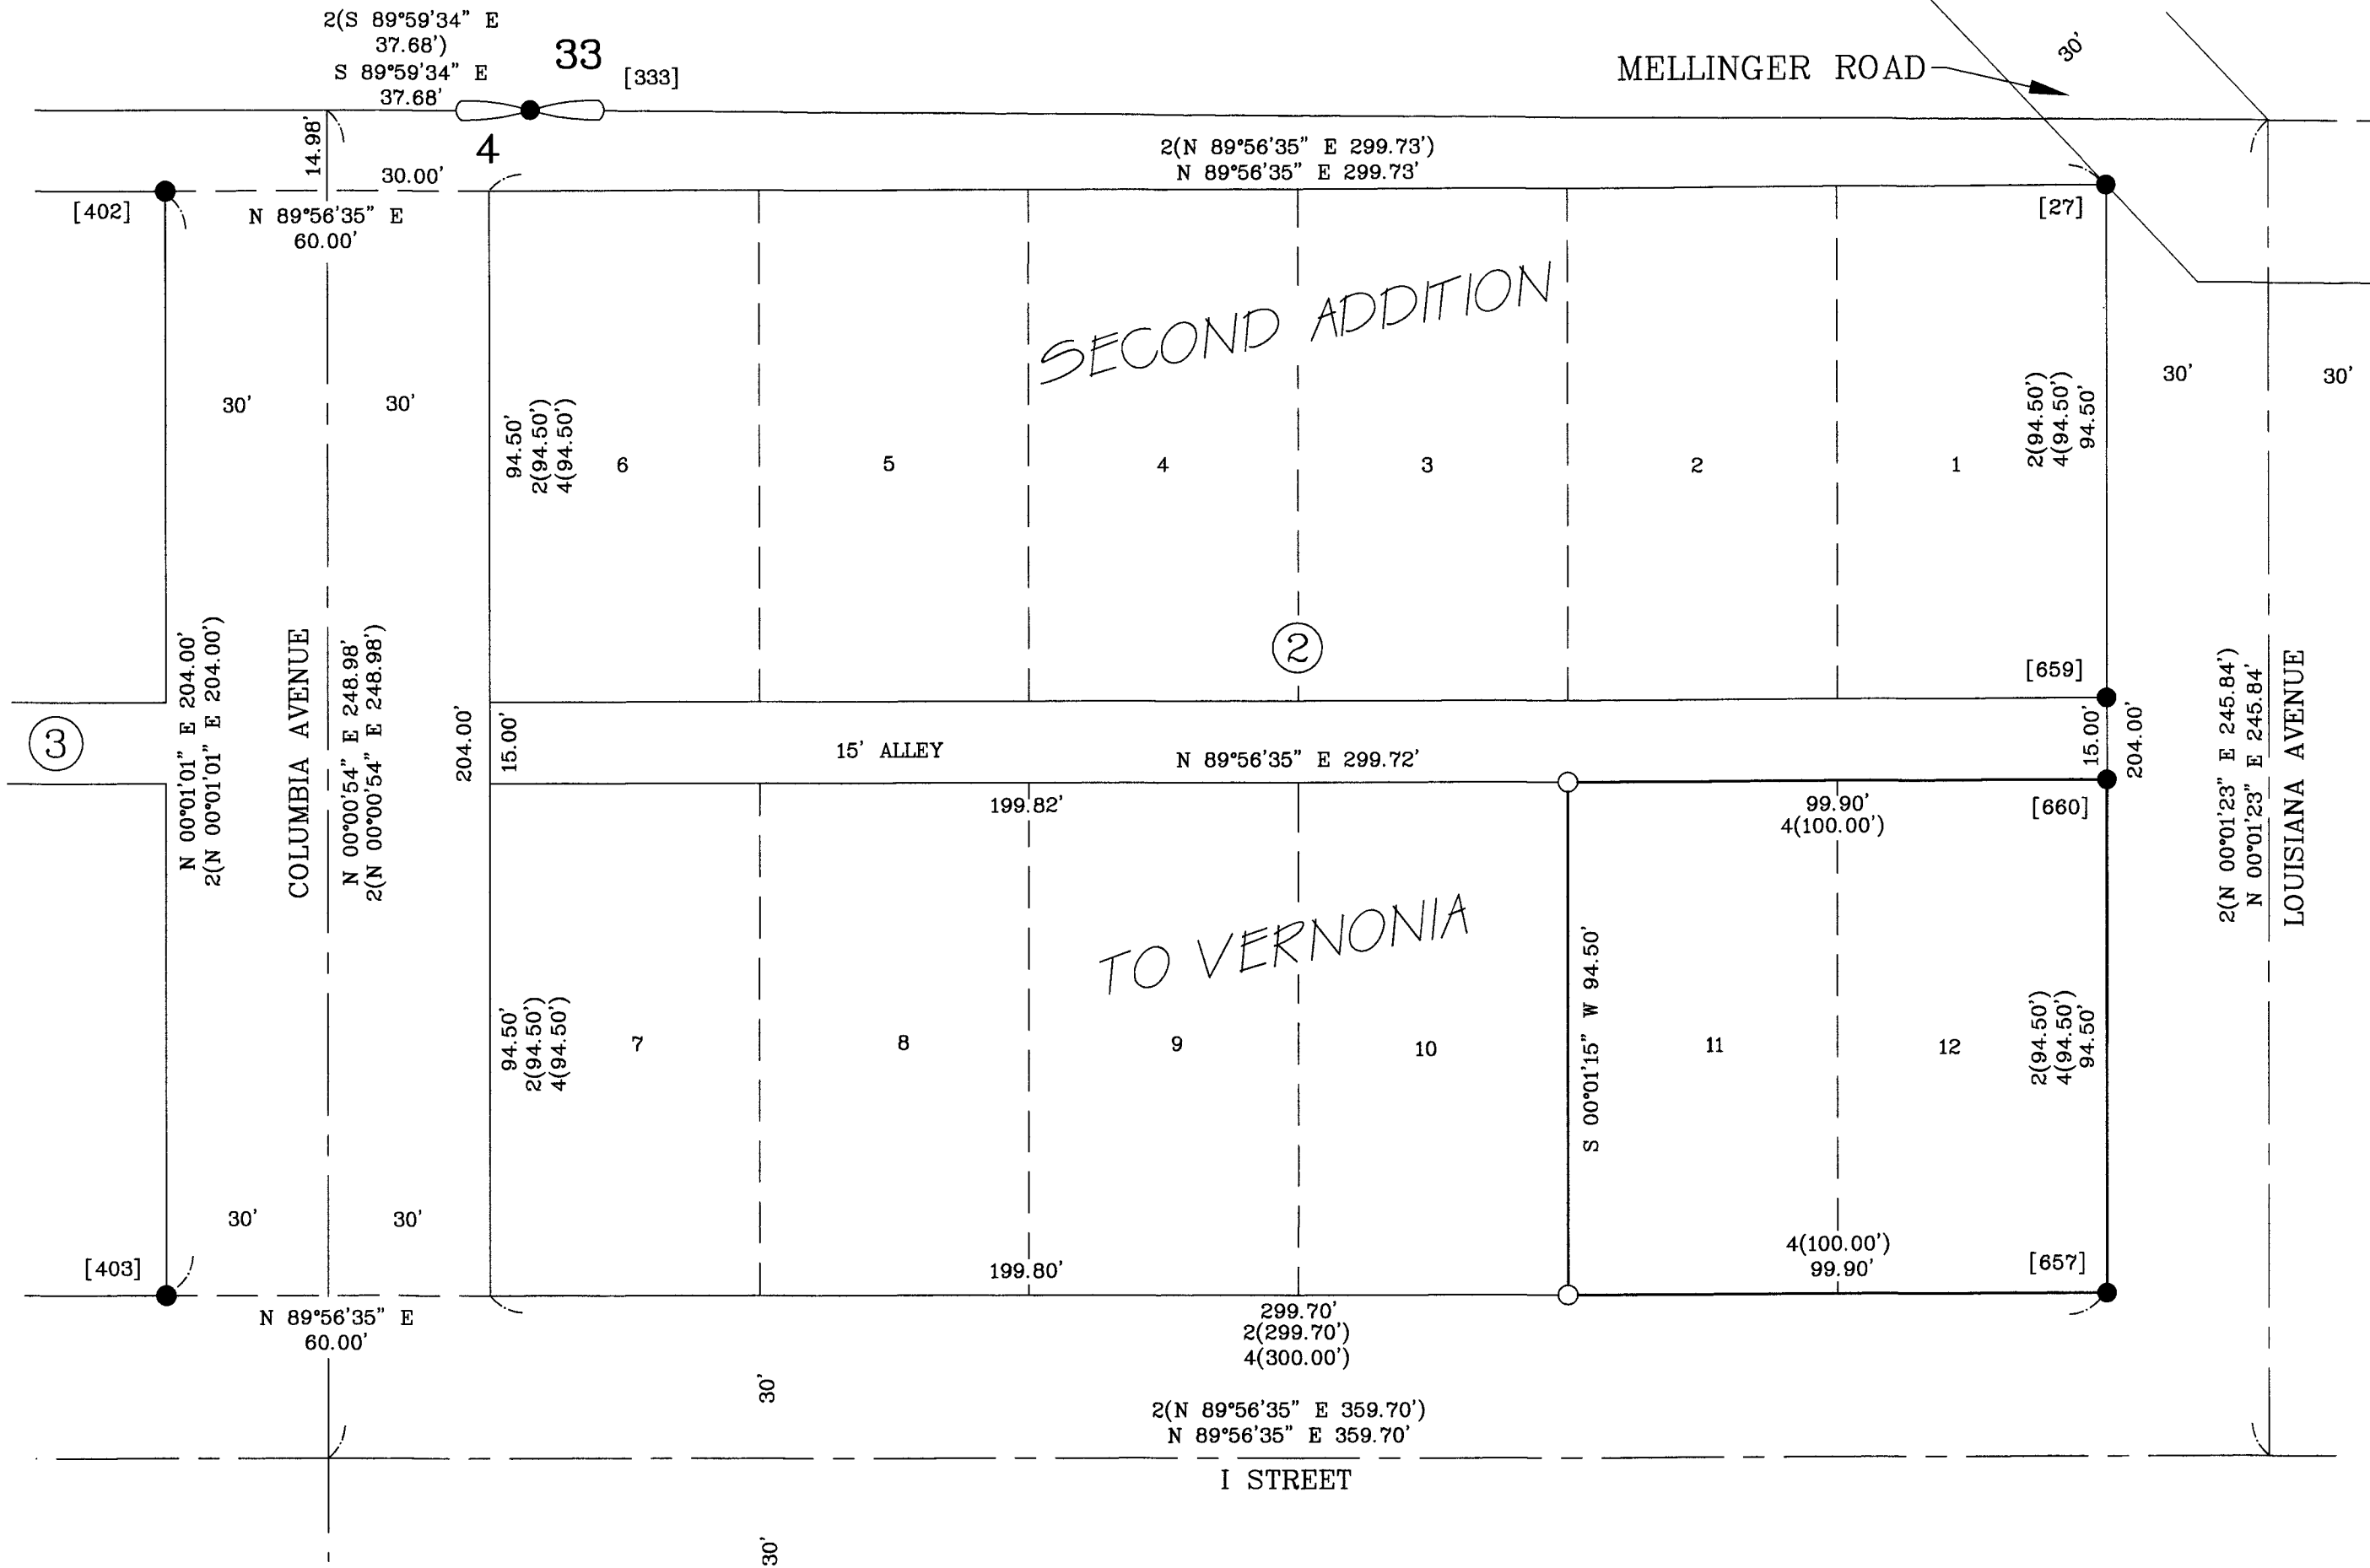 2(S 89°59'34" E
37.68')
S 89°59'34" E
37.68'
33
[333]
4
MELLINGER ROAD
30'
14.98'
30.00'
2(N 89°56'35" E 299.73')
N 89°56'35" E 299.73'
[402]
N 89°56'35" E
60.00'
[27]
SECOND ADDITION
30'
30'
30'
30'
94.50'
2(94.50')
4(94.50')
6
5
4
3
2
1
2(94.50')
4(94.50')
94.50'
2
[659]
3
N 00°01'01" E 204.00'
2(N 00°01'01" E 204.00')
COLUMBIA AVENUE
N 00°00'54" E 248.98'
2(N 00°00'54" E 248.98')
204.00'
15.00'
15' ALLEY
N 89°56'35" E 299.72'
15.00'
204.00'
2(N 00°01'23" E 245.84')
N 00°01'23" E 245.84'
LOUISIANA AVENUE
199.82'
99.90'
4(100.00')
[660]
TO VERNONIA
94.50'
2(94.50')
4(94.50')
7
8
9
10
S 00°01'15" W 94.50'
11
12
2(94.50')
4(94.50')
94.50'
30'
30'
[403]
199.80'
4(100.00')
99.90'
[657]
N 89°56'35" E
60.00'
299.70'
2(299.70')
4(300.00')
30'
2(N 89°56'35" E 359.70')
N 89°56'35" E 359.70'
I STREET
30'